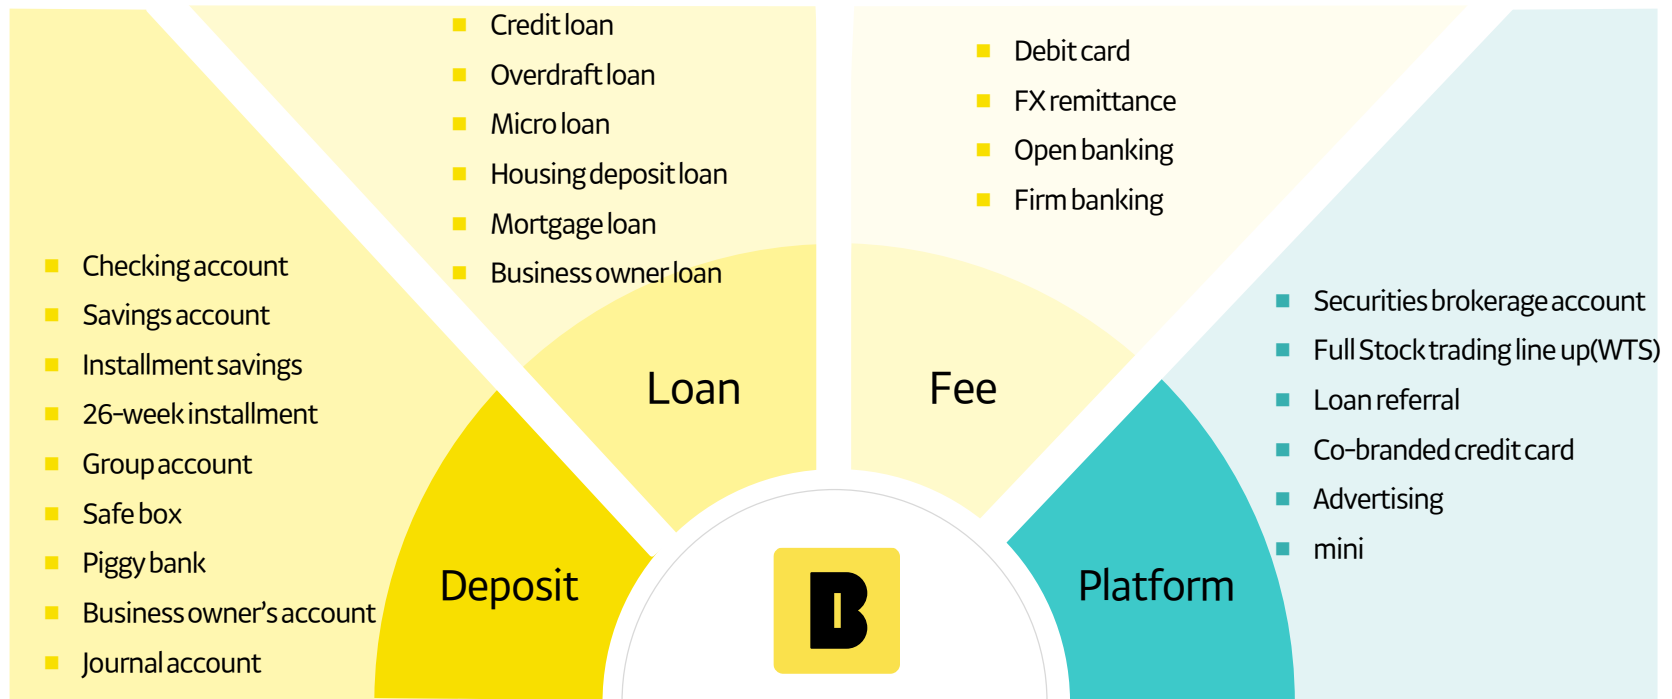 Credit loan
Overdraft loan
Micro loan
Housing deposit loan
Mortgage loan
Business owner loan
Debit card
FX remittance
Open banking
Firm banking
Checking account
Savings account
Installment savings
26-week installment
Group account
Safe box
Piggy bank
Business owner's account
Journal account
Securities brokerage account
Full Stock trading line up(WTS)
Loan referral
Co-branded credit card
Advertising
mini
Loan
Fee
Deposit
Platform
B